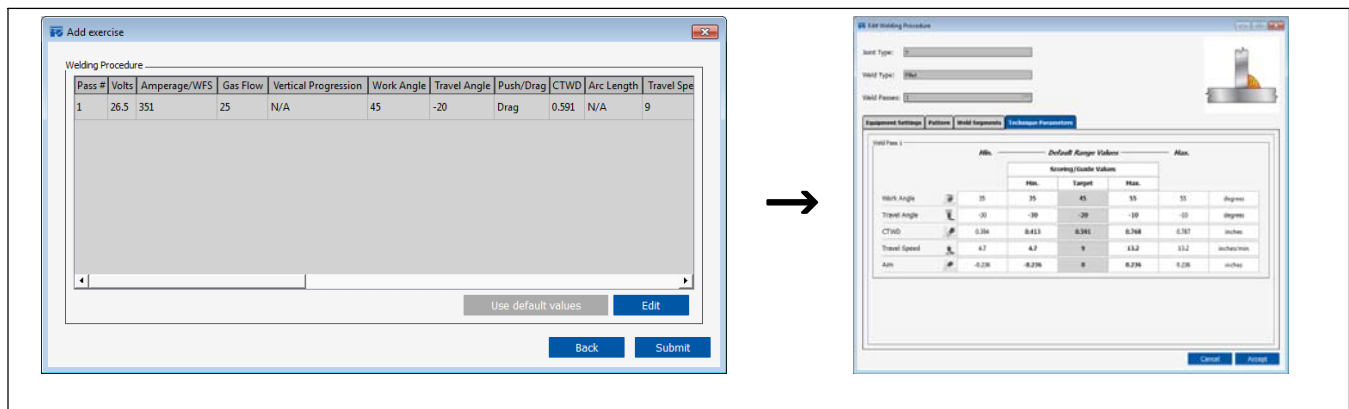 Add exercise
Welding Procedure
Pass # Volts Amperage/WFS Gas Flow Vertical Progression Work Angle Travel Angle Push/Drag CTWD Arc Length Travel Spe
1 26.5 351 25 N/A 45 -20 Drag 0.591 N/A 9
Use default values Edit
Back Submit
Edit Welding Procedure
Joint Type: T
Weld Type: Fillet
Weld Passes: 1
Equipment Settings Pattern Weld Segments Technique Parameters
Weld Pass 1
Min. Default Range Values Max.
Scoring/Guide Values
Min. Target Max.
Work Angle 35 35 45 55 55 degrees
Travel Angle -30 -30 -20 -10 -10 degrees
CTWD 0.394 0.413 0.591 0.768 0.787 inches
Travel Speed 4.7 4.7 9 13.2 13.2 inches/min.
Aim -0.236 -0.236 0 0.236 0.236 inches
Cancel Accept